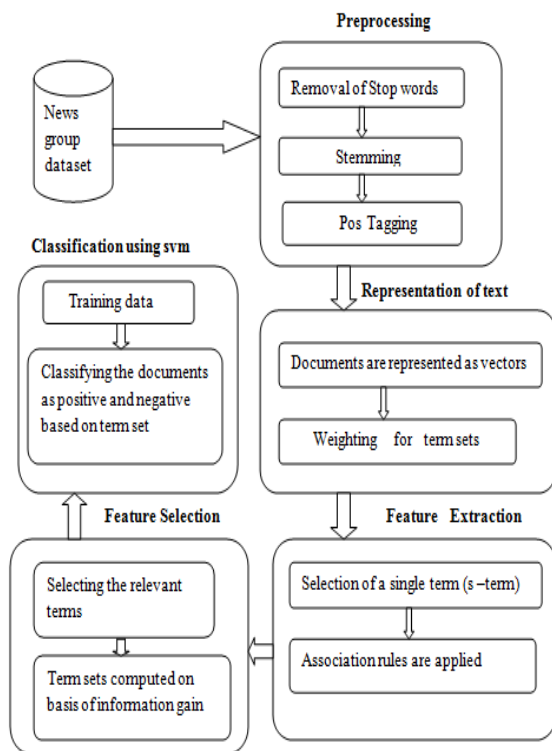 Preprocessing
News
group
dataset
Removal of Stop words
Stemming
Pos Tagging
Representation of text
Documents are represented as vectors
Weighting for term sets
Feature Extraction
Selection of a single term (s –term)
Association rules are applied
Feature Selection
Selecting the relevant
terms
Term sets computed on
basis of information gain
Classification using svm
Training data
Classifying the documents
as positive and negative
based on term set